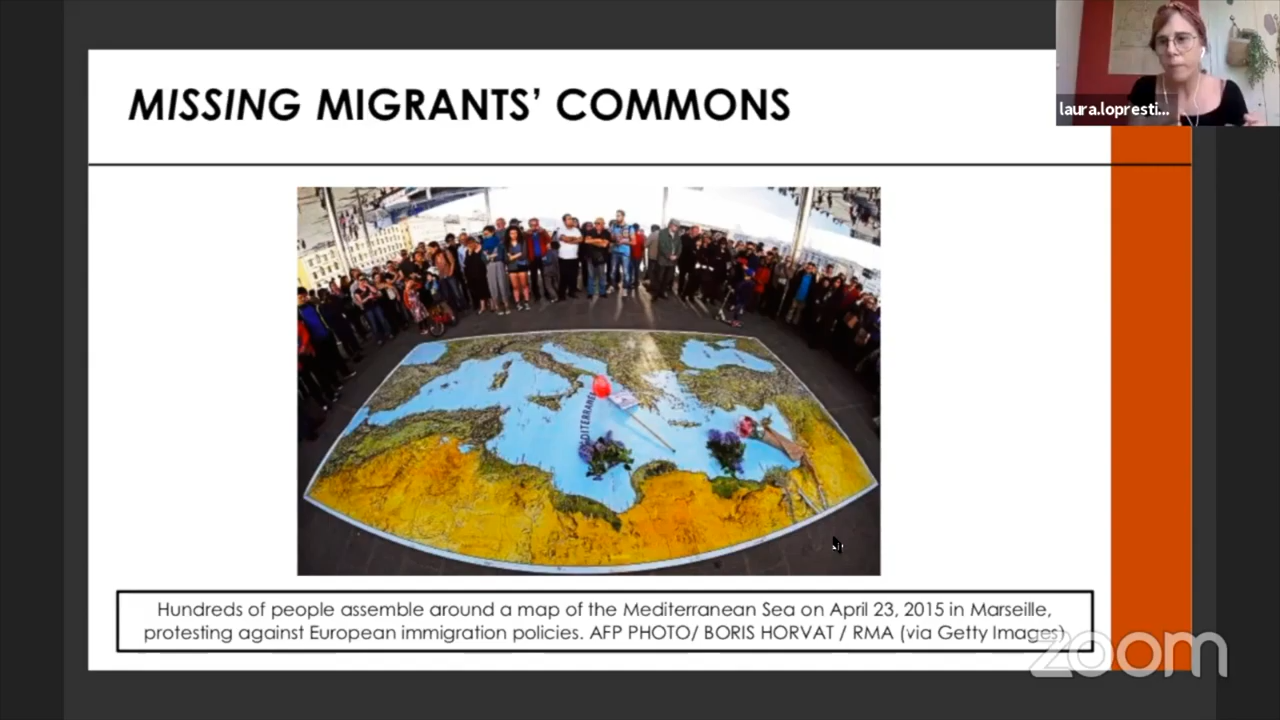 MISSING MIGRANTS' COMMONS
laura.lopresti...
Hundreds of people assemble around a map of the Mediterranean Sea on April 23, 2015 in Marseille,
protesting against European immigration policies. AFP PHOTO/ BORIS HORVAT / RMA (via Getty Images)
zoom